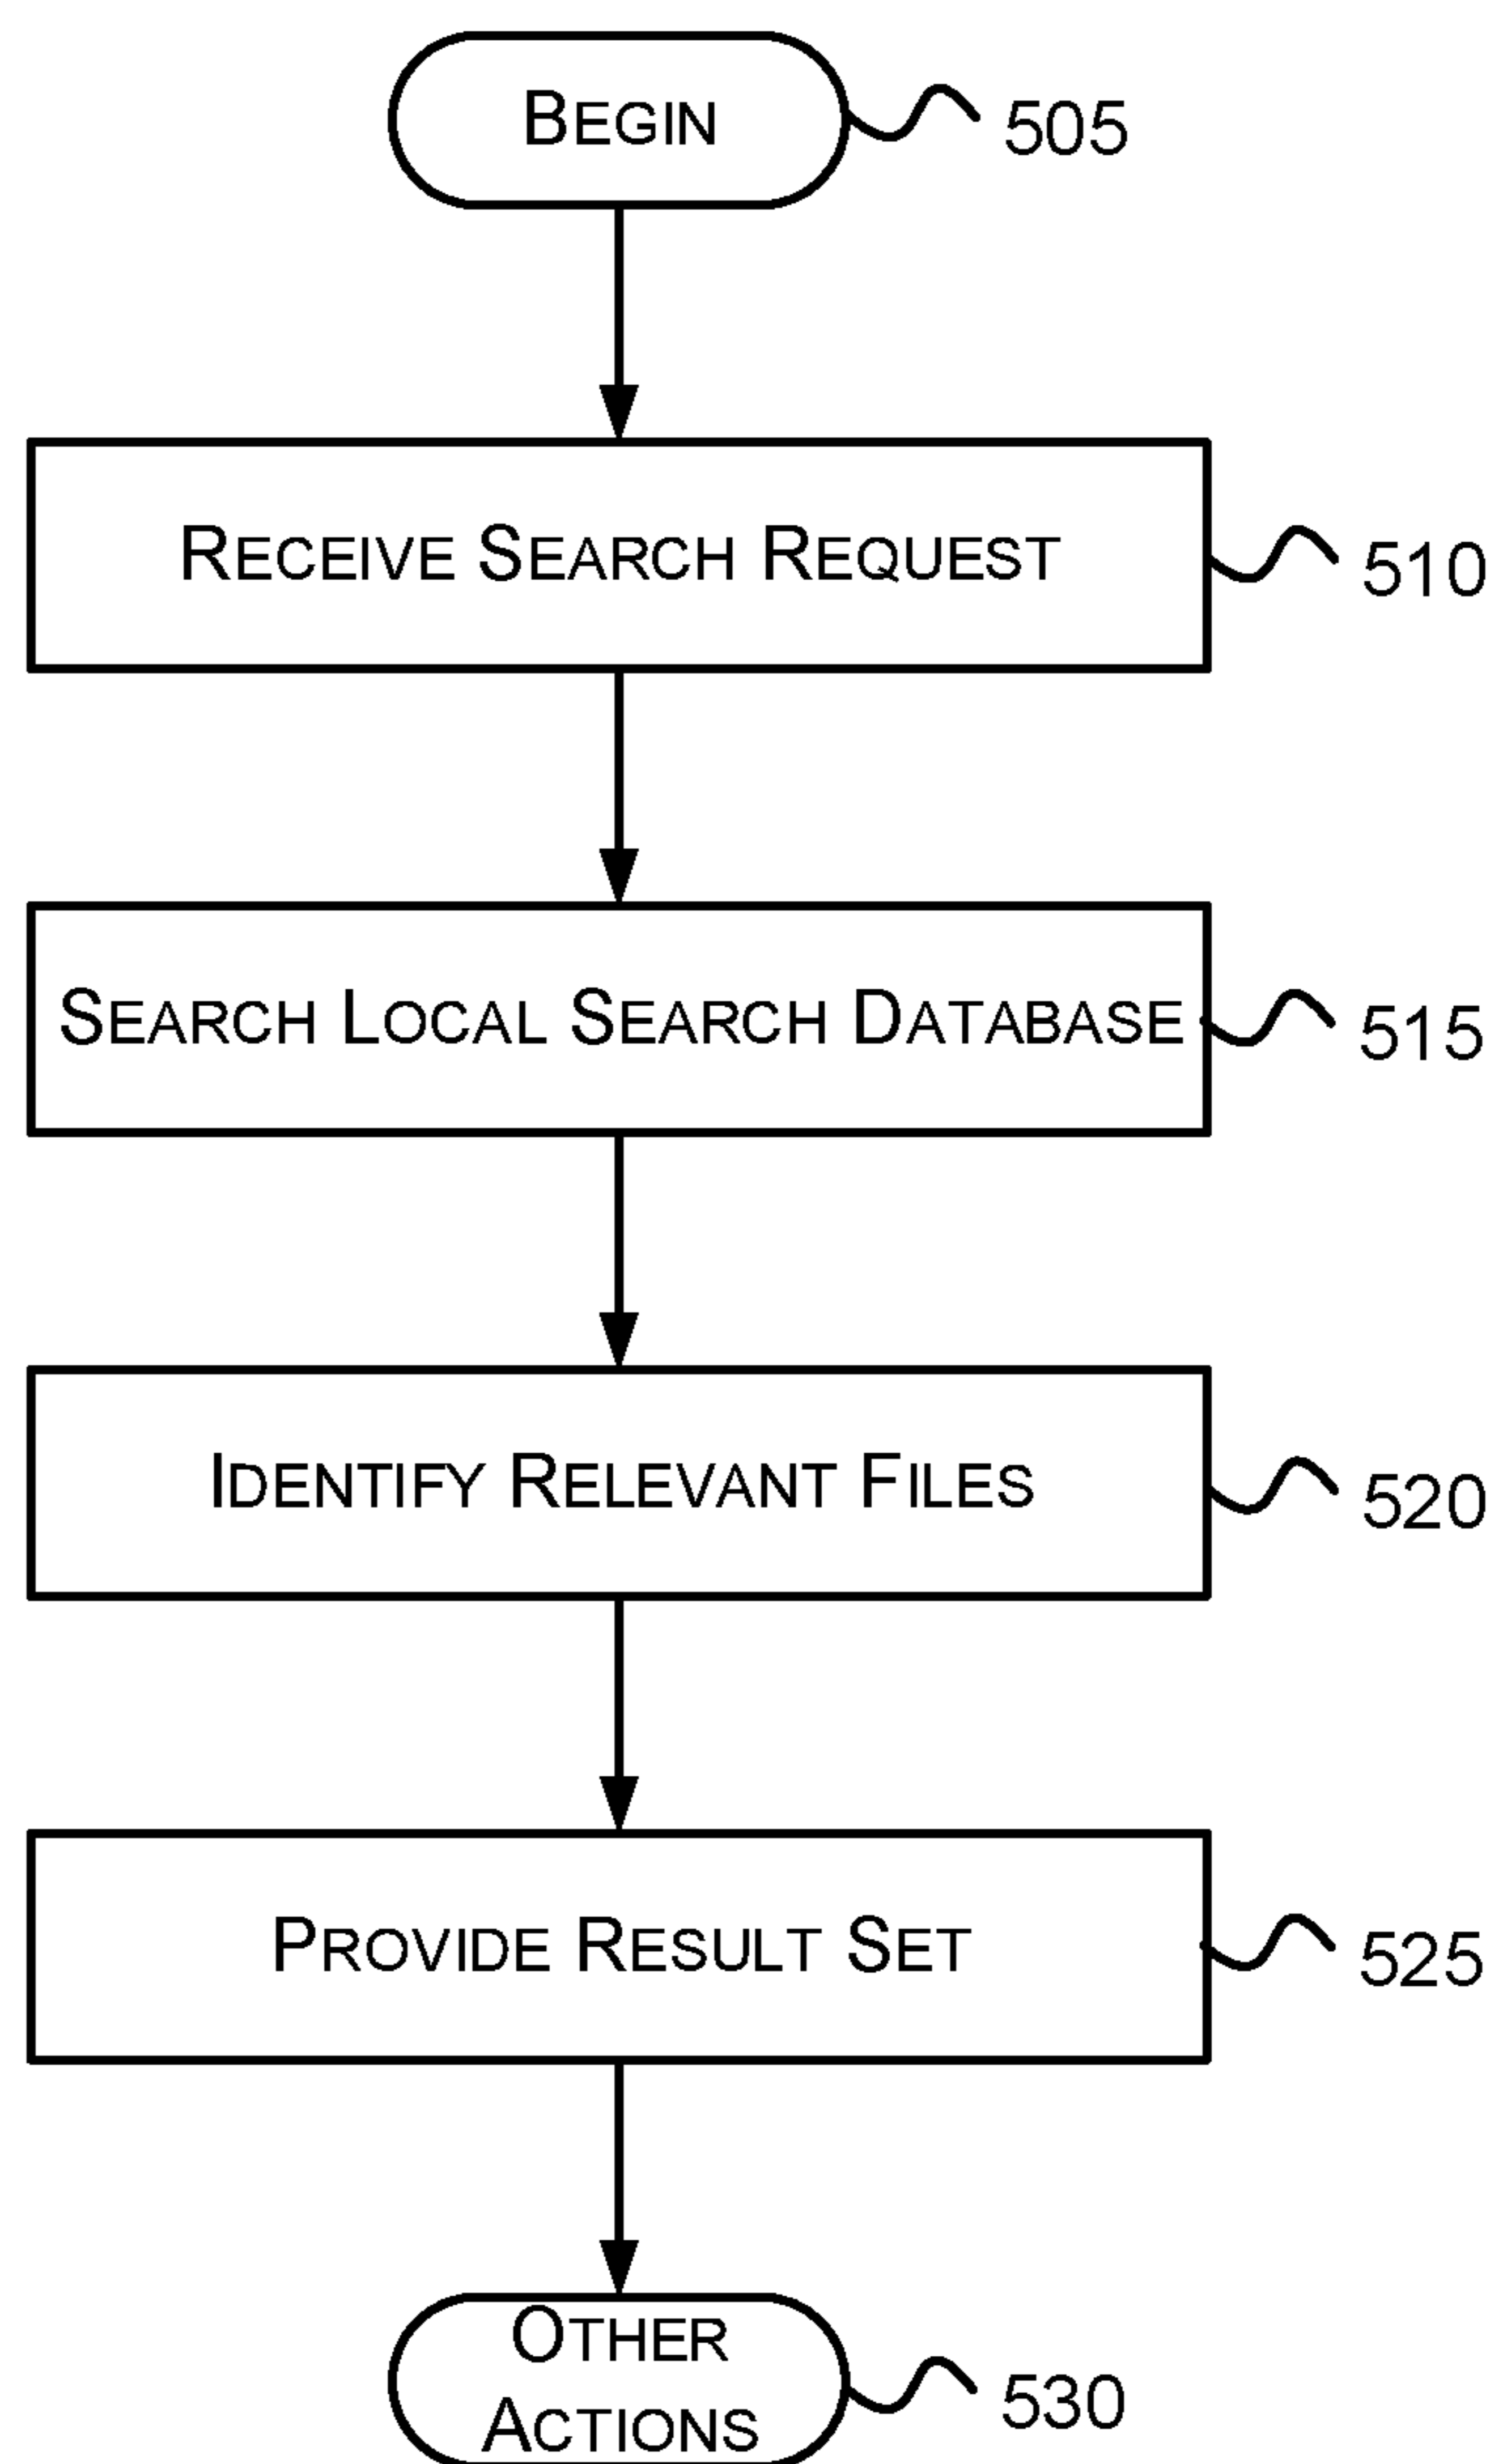 BEGIN
505
RECEIVE SEARCH REQUEST
510
SEARCH LOCAL SEARCH DATABASE
515
IDENTIFY RELEVANT FILES
520
PROVIDE RESULT SET
525
OTHER
ACTIONS
530